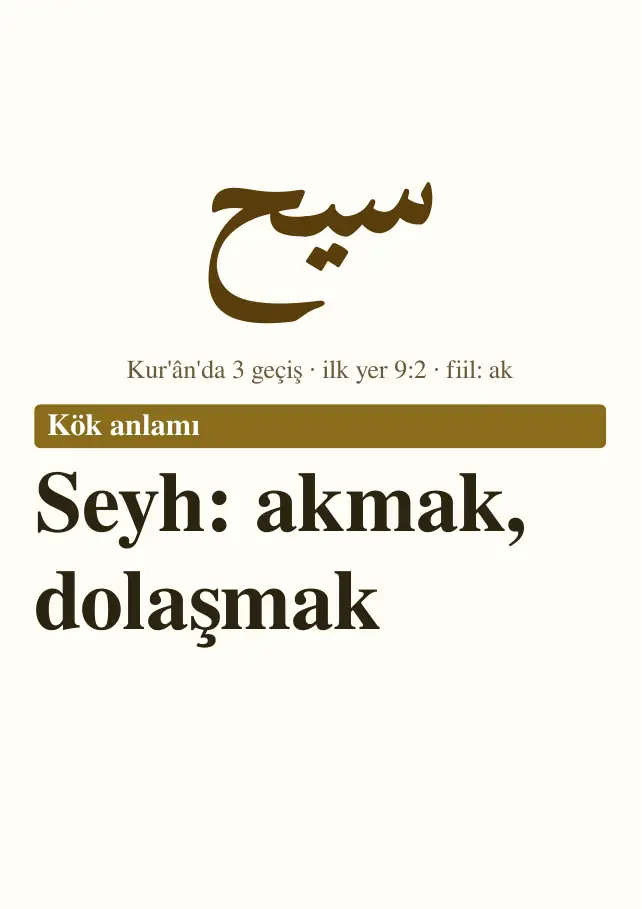 سيح
Kur'ân'da 3 geçiş · ilk yer 9:2 · fiil: ak
Kök anlamı
Seyh: akmak,
dolaşmak